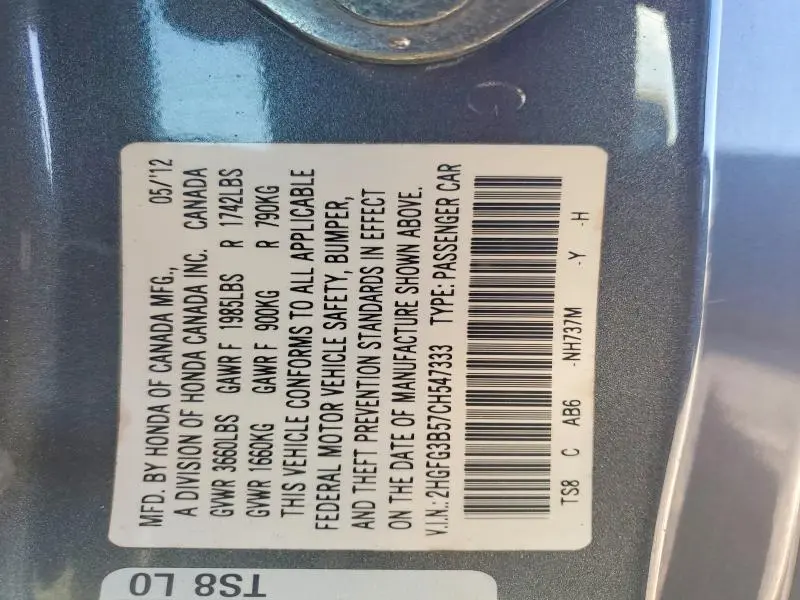 MFD. BY HONDA OF CANADA MFG., 05/'12
A DIVISION OF HONDA CANADA INC. CANADA
GVWR 3660LBS GAWR F 1985LBS R 1742LBS
GVWR 1660KG GAWR F 900KG R 790KG
THIS VEHICLE CONFORMS TO ALL APPLICABLE
FEDERAL MOTOR VEHICLE SAFETY, BUMPER,
AND THEFT PREVENTION STANDARDS IN EFFECT
ON THE DATE OF MANUFACTURE SHOWN ABOVE.
V.I.N.: 2HGFG3B57CH547333 TYPE: PASSENGER CAR
TS8 C AB6 -NH737M -Y -H
TS8 L0